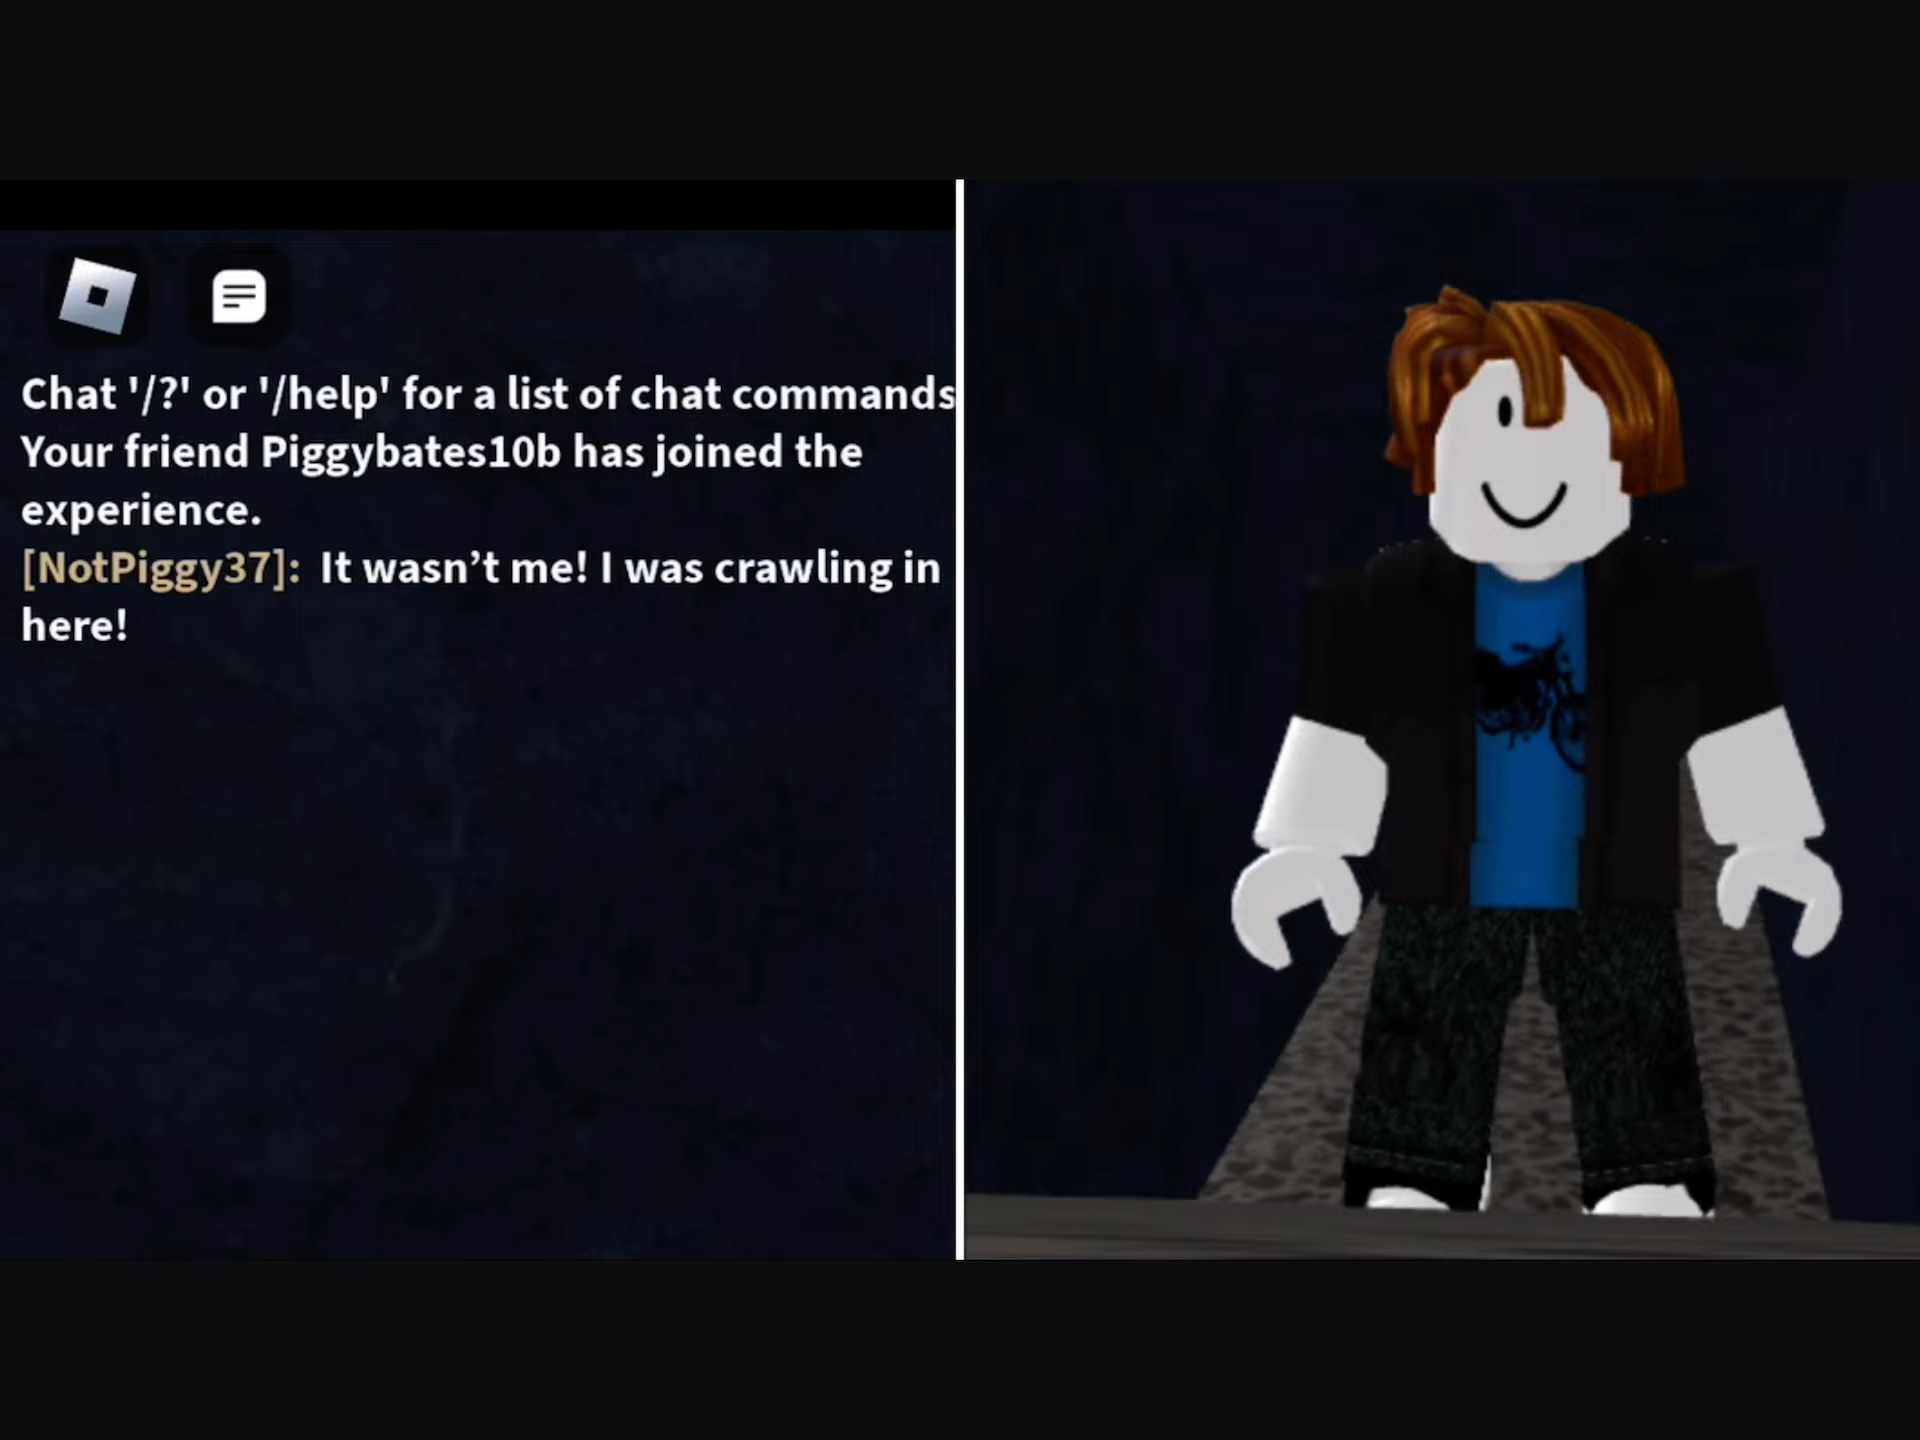 Chat '/?' or '/help' for a list of chat commands
Your friend Piggybates10b has joined the
experience.
[NotPiggy37]: It wasn’t me! I was crawling in
here!